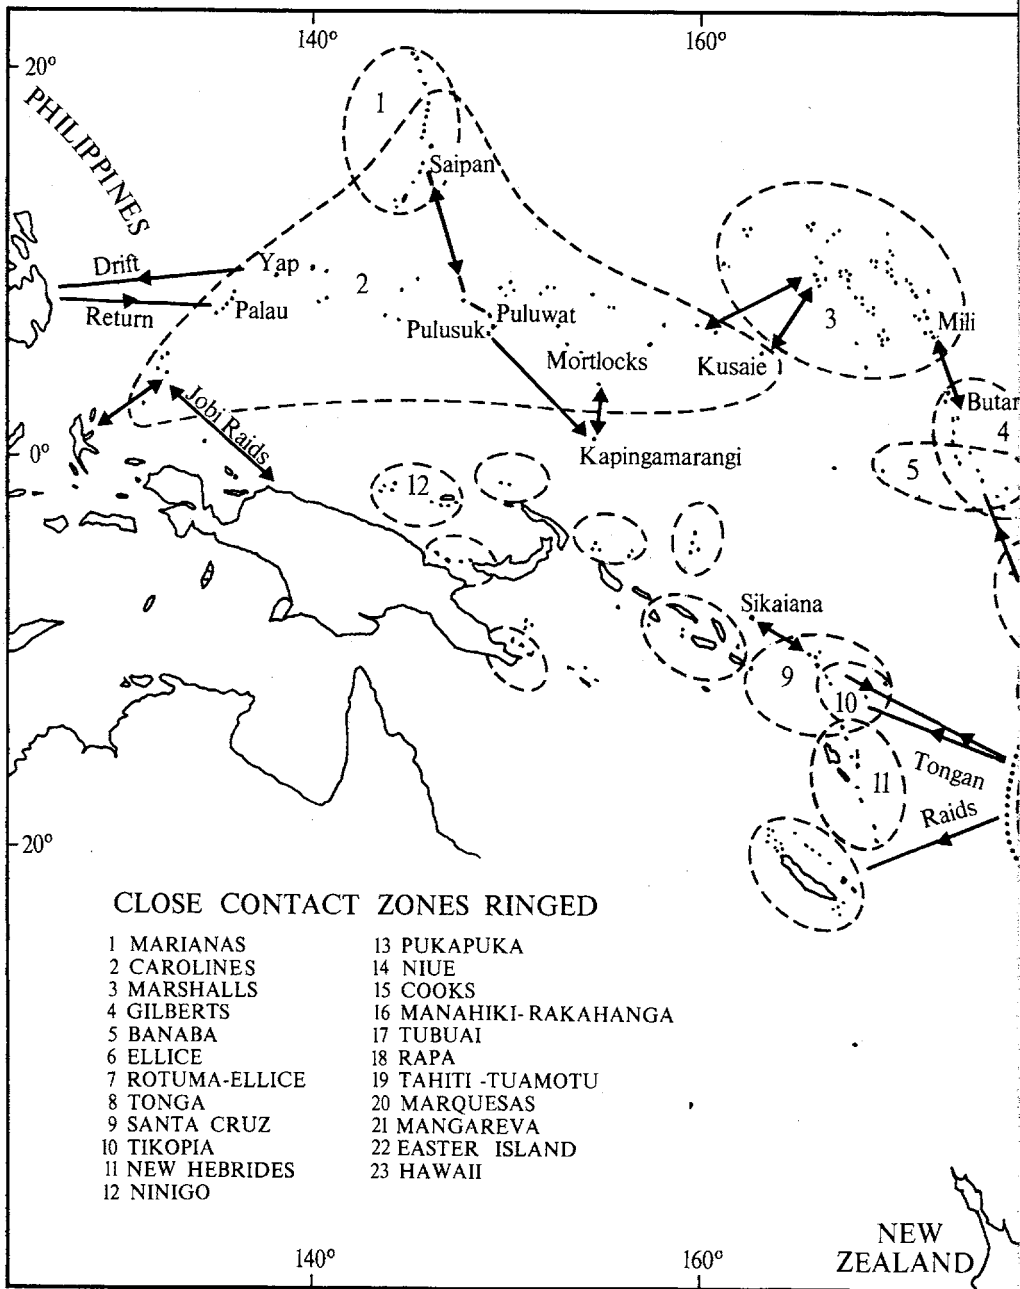 140°
160°
20°
PHILIPPINES
1
Saipan
Drift
Yap
2
Return
Palau
Puluwat
Pulusuk
3
Mili
Mortlocks
Kusaie
Jobi Raids
Butar
4
0°
Kapingamarangi
5
12
Sikaiana
9
10
Tongan
11
Raids
20°
CLOSE CONTACT ZONES RINGED
1 MARIANAS
2 CAROLINES
3 MARSHALLS
4 GILBERTS
5 BANABA
6 ELLICE
7 ROTUMA-ELLICE
8 TONGA
9 SANTA CRUZ
10 TIKOPIA
11 NEW HEBRIDES
12 NINIGO
13 PUKAPUKA
14 NIUE
15 COOKS
16 MANAHIKI-RAKAHANGA
17 TUBUAI
18 RAPA
19 TAHITI -TUAMOTU
20 MARQUESAS
21 MANGAREVA
22 EASTER ISLAND
23 HAWAII
NEW
ZEALAND
140°
160°